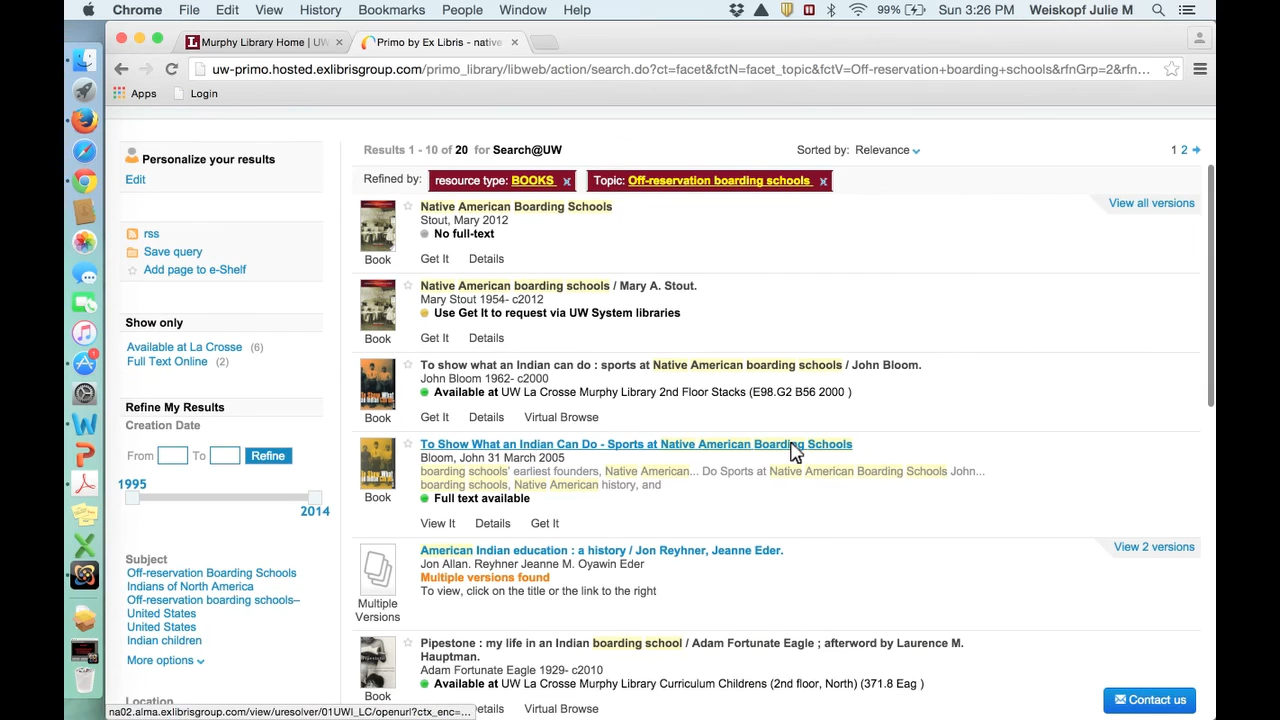 Chrome File Edit View History Bookmarks People Window Help 99% Sun 3:26 PM Weiskopf Julie M
Murphy Library Home | UW × Primo by Ex Libris - native ×
uw-primo.hosted.exlibrisgroup.com/primo_library/libweb/action/search.do?ct=facet&fctN=facet_topic&fctV=Off-reservation+boarding+schools&rfnGrp=2&rfn...
Apps Login
Personalize your results
Edit
rss
Save query
Add page to e-Shelf
Show only
Available at La Crosse (6)
Full Text Online (2)
Refine My Results
Creation Date
From To Refine
1995
2014
Subject
Off-reservation Boarding Schools
Indians of North America
Off-reservation boarding schools–
United States
United States
Indian children
More options
Location
Results 1 - 10 of 20 for Search@UW Sorted by: Relevance 1 2
Refined by: resource type: BOOKS x Topic: Off-reservation boarding schools x
Native American Boarding Schools View all versions
Stout, Mary 2012
No full-text
Book Get It Details
Native American boarding schools / Mary A. Stout.
Mary Stout 1954- c2012
Use Get It to request via UW System libraries
Book Get It Details
To show what an Indian can do : sports at Native American boarding schools / John Bloom.
John Bloom 1962- c2000
Available at UW La Crosse Murphy Library 2nd Floor Stacks (E98.G2 B56 2000 )
Book Get It Details Virtual Browse
To Show What an Indian Can Do - Sports at Native American Boarding Schools
Bloom, John 31 March 2005
boarding schools' earliest founders, Native American... Do Sports at Native American Boarding Schools John...
boarding schools, Native American history, and
Full text available
Book
View It Details Get It
American Indian education : a history / Jon Reyhner, Jeanne Eder. View 2 versions
Jon Allan. Reyhner Jeanne M. Oyawin Eder
Multiple versions found
To view, click on the title or the link to the right
Multiple
Versions
Pipestone : my life in an Indian boarding school / Adam Fortunate Eagle ; afterword by Laurence M.
Hauptman.
Adam Fortunate Eagle 1929- c2010
Available at UW La Crosse Murphy Library Curriculum Childrens (2nd floor, North) (371.8 Eag )
Book
etails Virtual Browse
Contact us
na02.alma.exlibrisgroup.com/view/uresolver/01UWI_LC/openurl?ctx_enc=...